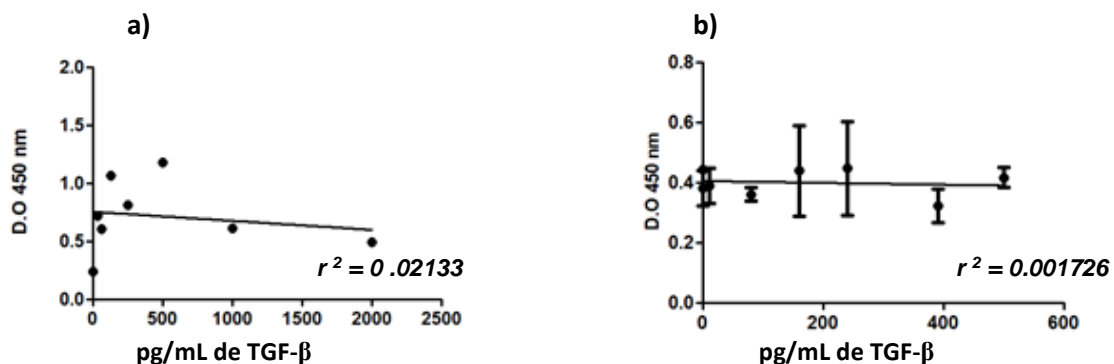 a)
2.0
1.5
1.0
0.5
0.0
D.O 450 nm
r ² = 0 .02133
0 500 1000 1500 2000 2500
pg/mL de TGF-β
b)
0.8
0.6
0.4
0.2
0.0
D.O 450 nm
r ² = 0.001726
0 200 400 600
pg/mL de TGF-β